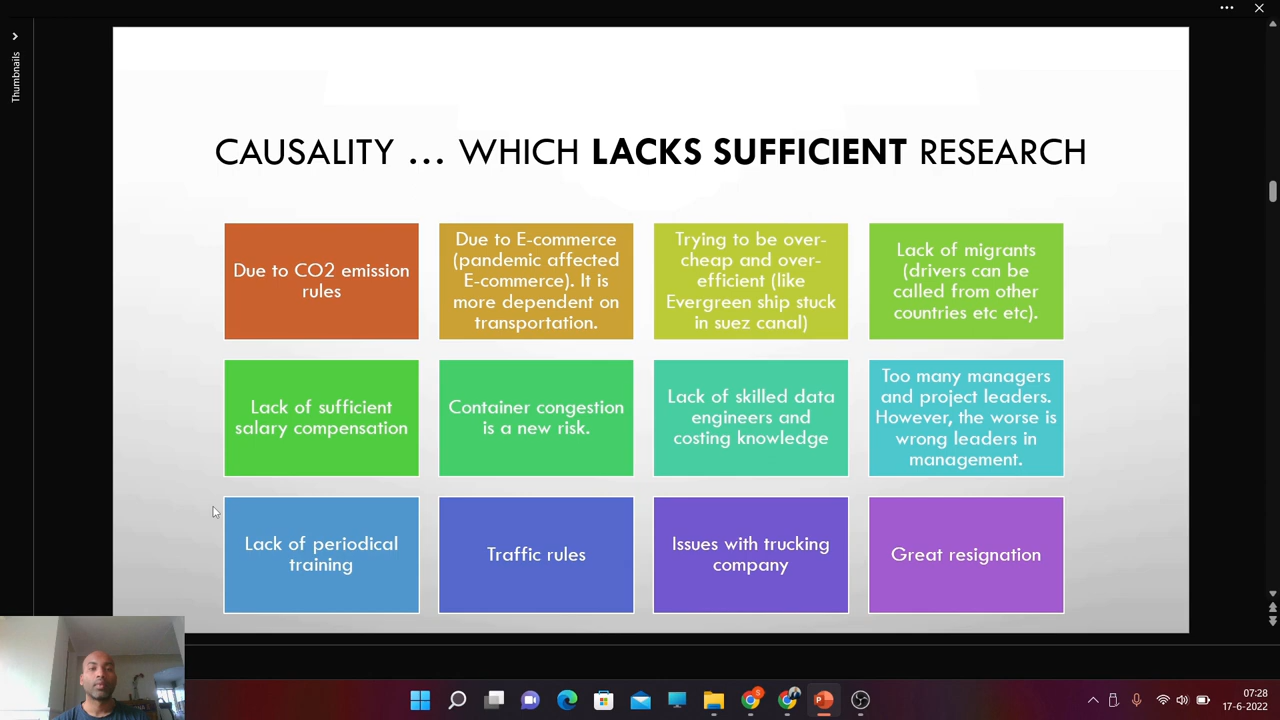 Thumbnails
CAUSALITY ... WHICH LACKS SUFFICIENT RESEARCH
Due to CO2 emission
rules
Due to E-commerce
(pandemic affected
E-commerce). It is
more dependent on
transportation.
Trying to be over-
cheap and over-
efficient (like
Evergreen ship stuck
in suez canal)
Lack of migrants
(drivers can be
called from other
countries etc etc).
Lack of sufficient
salary compensation
Container congestion
is a new risk.
Lack of skilled data
engineers and
costing knowledge
Too many managers
and project leaders.
However, the worse is
wrong leaders in
management.
Lack of periodical
training
Traffic rules
Issues with trucking
company
Great resignation
07:28
17-6-2022